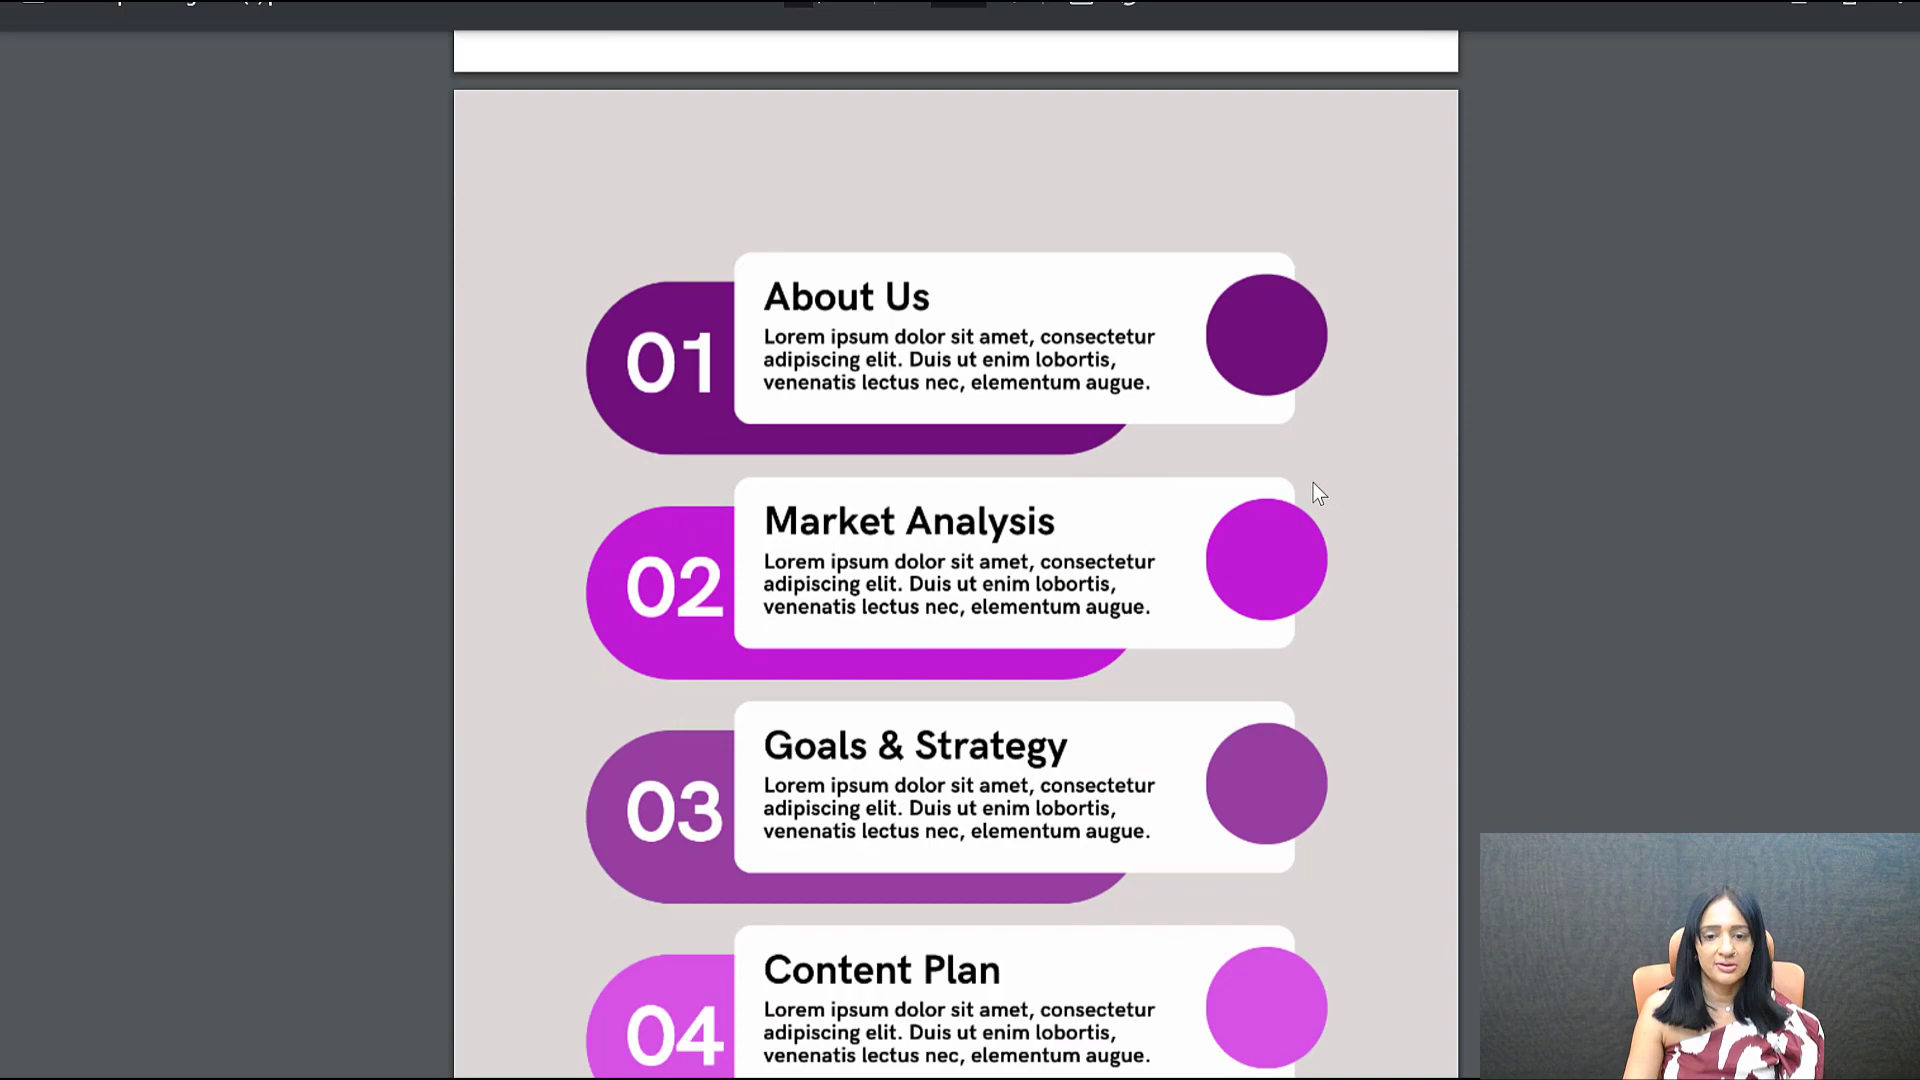 01
About Us
Lorem ipsum dolor sit amet, consectetur
adipiscing elit. Duis ut enim lobortis,
venenatis lectus nec, elementum augue.
02
Market Analysis
Lorem ipsum dolor sit amet, consectetur
adipiscing elit. Duis ut enim lobortis,
venenatis lectus nec, elementum augue.
03
Goals & Strategy
Lorem ipsum dolor sit amet, consectetur
adipiscing elit. Duis ut enim lobortis,
venenatis lectus nec, elementum augue.
04
Content Plan
Lorem ipsum dolor sit amet, consectetur
adipiscing elit. Duis ut enim lobortis,
venenatis lectus nec, elementum augue.